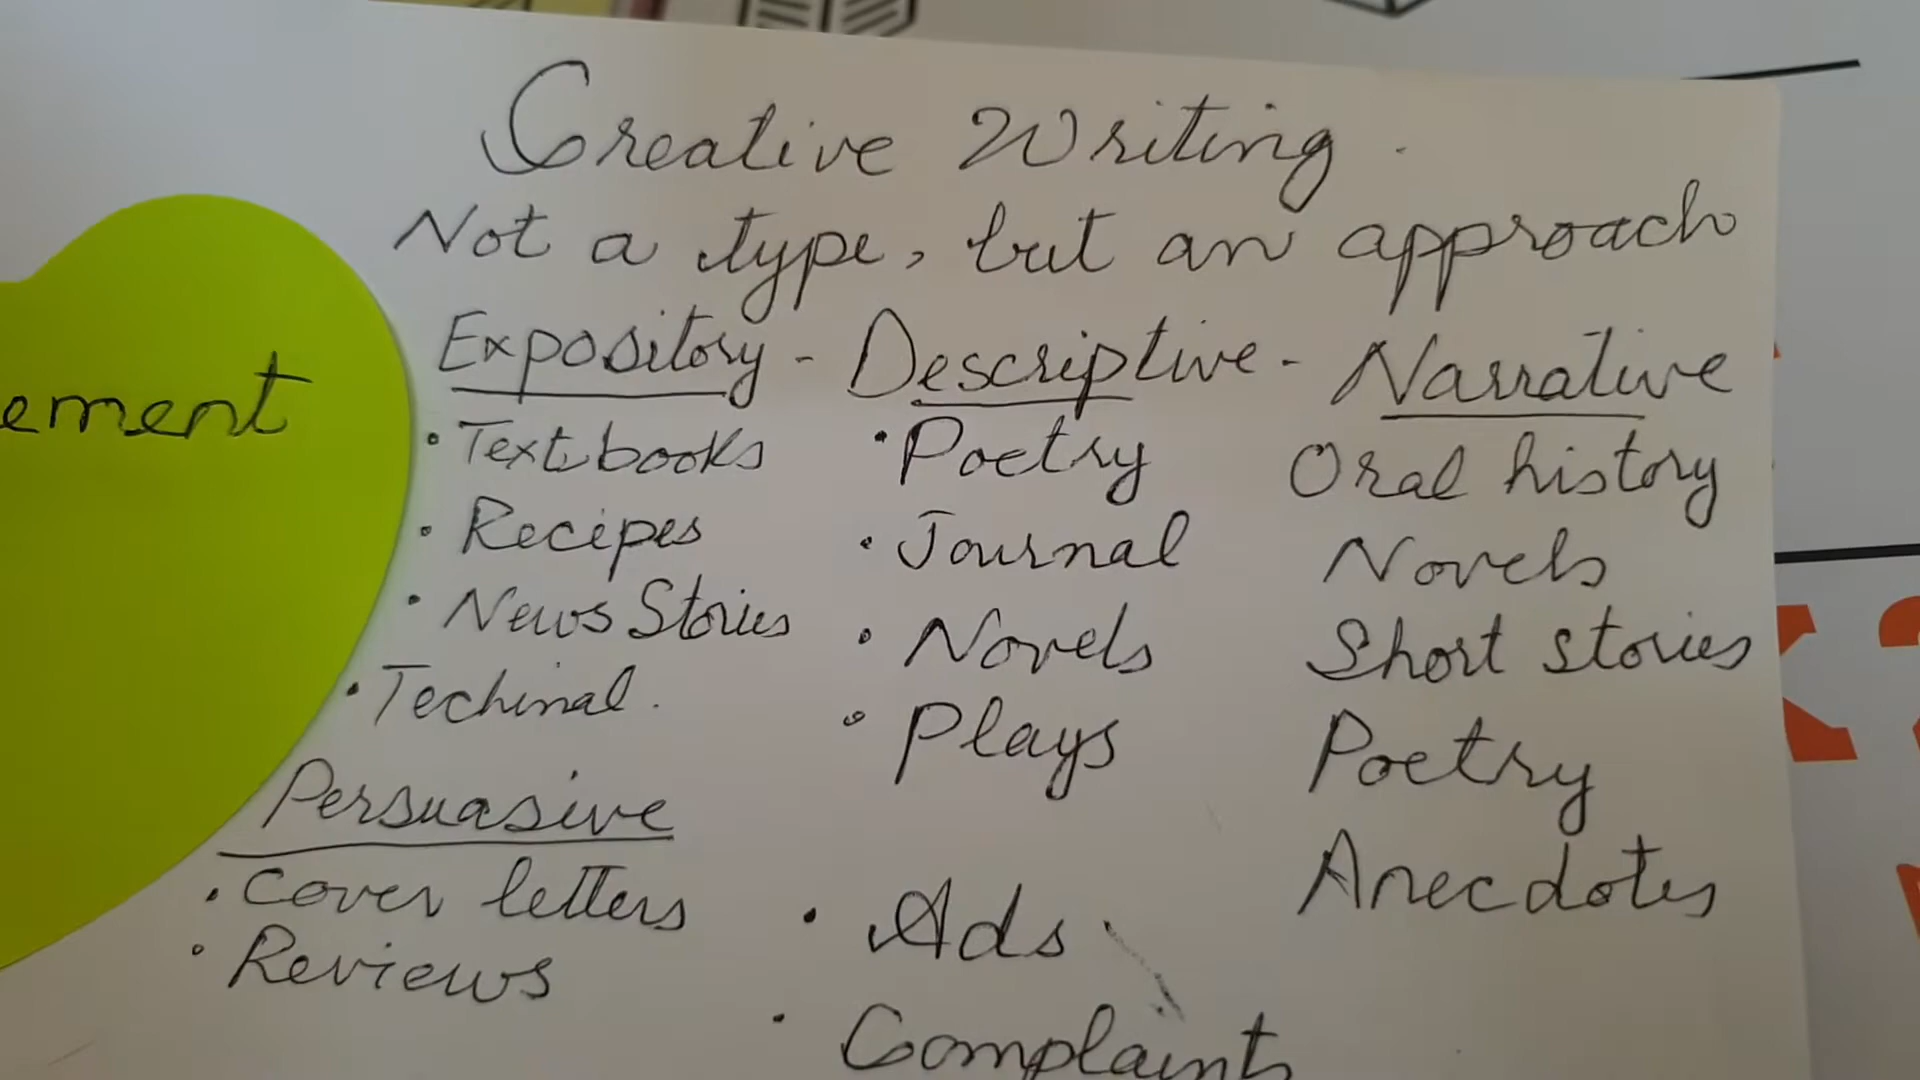 Creative Writing.
Not a type, but an approach
Expository - Descriptive - Narrative
• Textbooks
• Recipes
• News Stories
• Techinal.
• Poetry
• Journal
• Novels
• Plays
Oral history
Novels
Short stories
Poetry
Anecdotes
Persuasive
• Cover letters
• Reviews
• Ads
• Complaints
ement